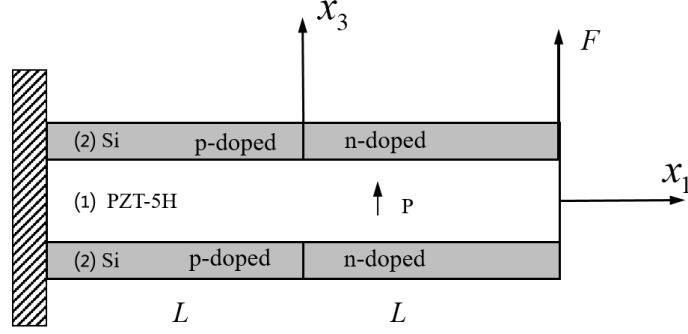 x₃
F
(2) Si p-doped n-doped
x₁
(1) PZT-5H P
(2) Si p-doped n-doped
L L